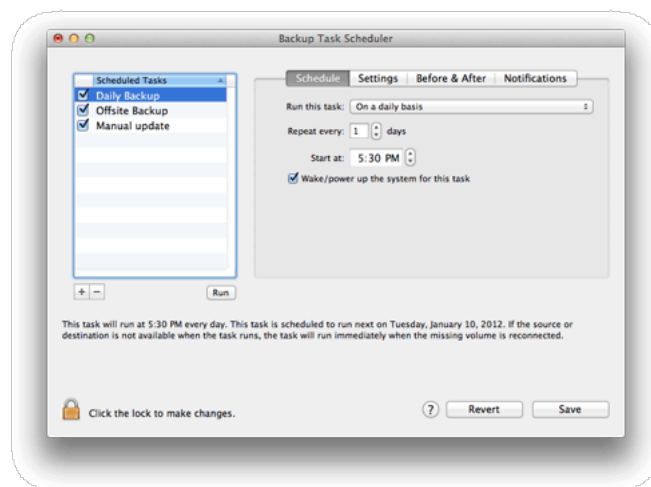 Backup Task Scheduler
Scheduled Tasks
Daily Backup
Offsite Backup
Manual update
+ −
Run
Schedule Settings Before & After Notifications
Run this task: On a daily basis
Repeat every: 1 days
Start at: 5:30 PM
Wake/power up the system for this task
This task will run at 5:30 PM every day. This task is scheduled to run next on Tuesday, January 10, 2012. If the source or
destination is not available when the task runs, the task will run immediately when the missing volume is reconnected.
Click the lock to make changes.
? Revert Save